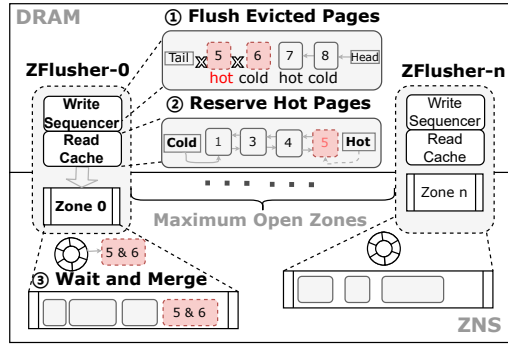 DRAM
① Flush Evicted Pages
Tail
5
6
7
8
Head
hot cold hot cold
ZFlusher-0
ZFlusher-n
Write Sequencer
Read Cache
② Reserve Hot Pages
Cold
1
3
4
5
Hot
Write Sequencer
Read Cache
Zone 0
Zone n
Maximum Open Zones
5 & 6
③ Wait and Merge
5 & 6
ZNS